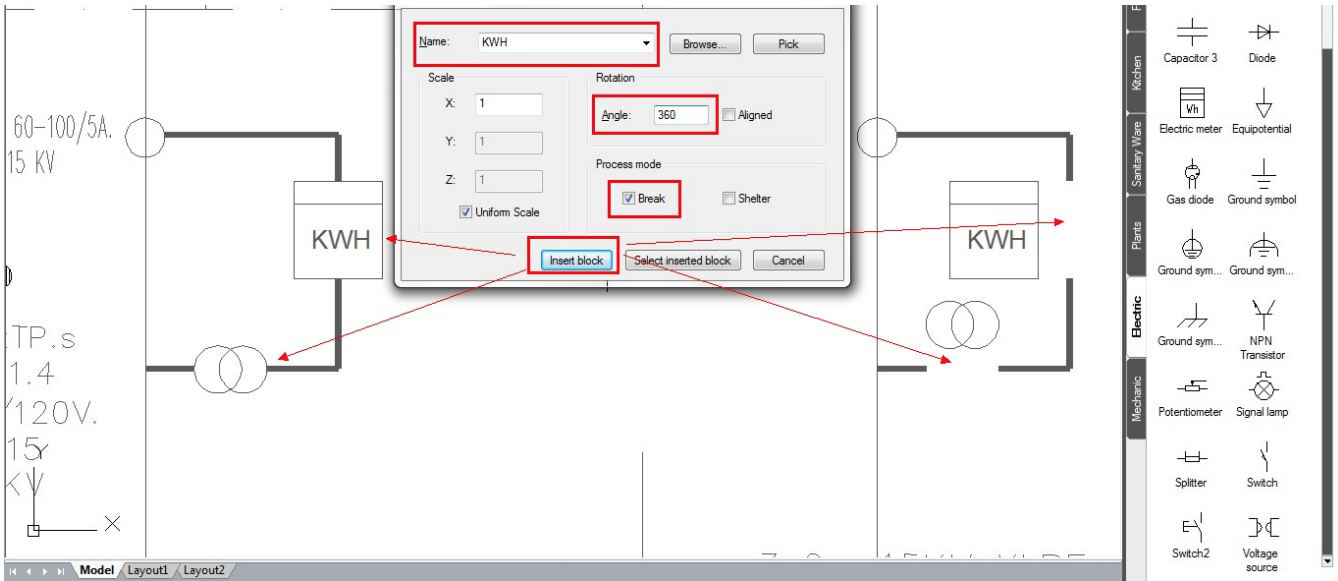 Name: KWH Browse... Pick
Scale
X: 1
Y: 1
Z: 1
Uniform Scale
Rotation
Angle: 360 Aligned
Process mode
Break Shelter
Insert block Select inserted block Cancel
60-100/5A.
15 KV
KWH
TP.s
1.4
/120V.
15
KV
X
Y
KWH
Model Layout1 Layout2
Kitchen
Sanitary Ware
Plants
Electric
Mechanic
Capacitor 3 Diode
Wh
Electric meter Equipotential
Gas diode Ground symbol
Ground sym... Ground sym...
Ground sym... NPN
Transistor
Potentiometer Signal lamp
Splitter Switch
Switch2 Voltage
source